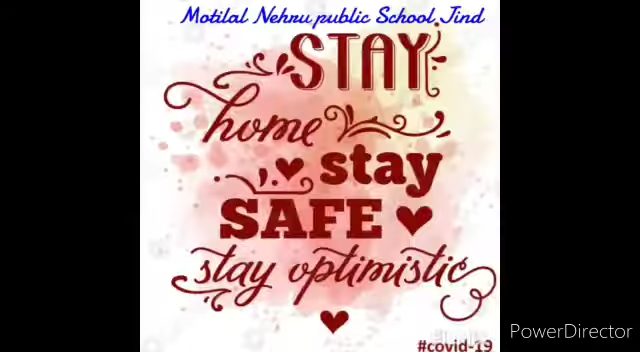 Motilal Nehru public School Jind
STAY
home
stay
SAFE
stay optimistic
#covid-19
PowerDirector